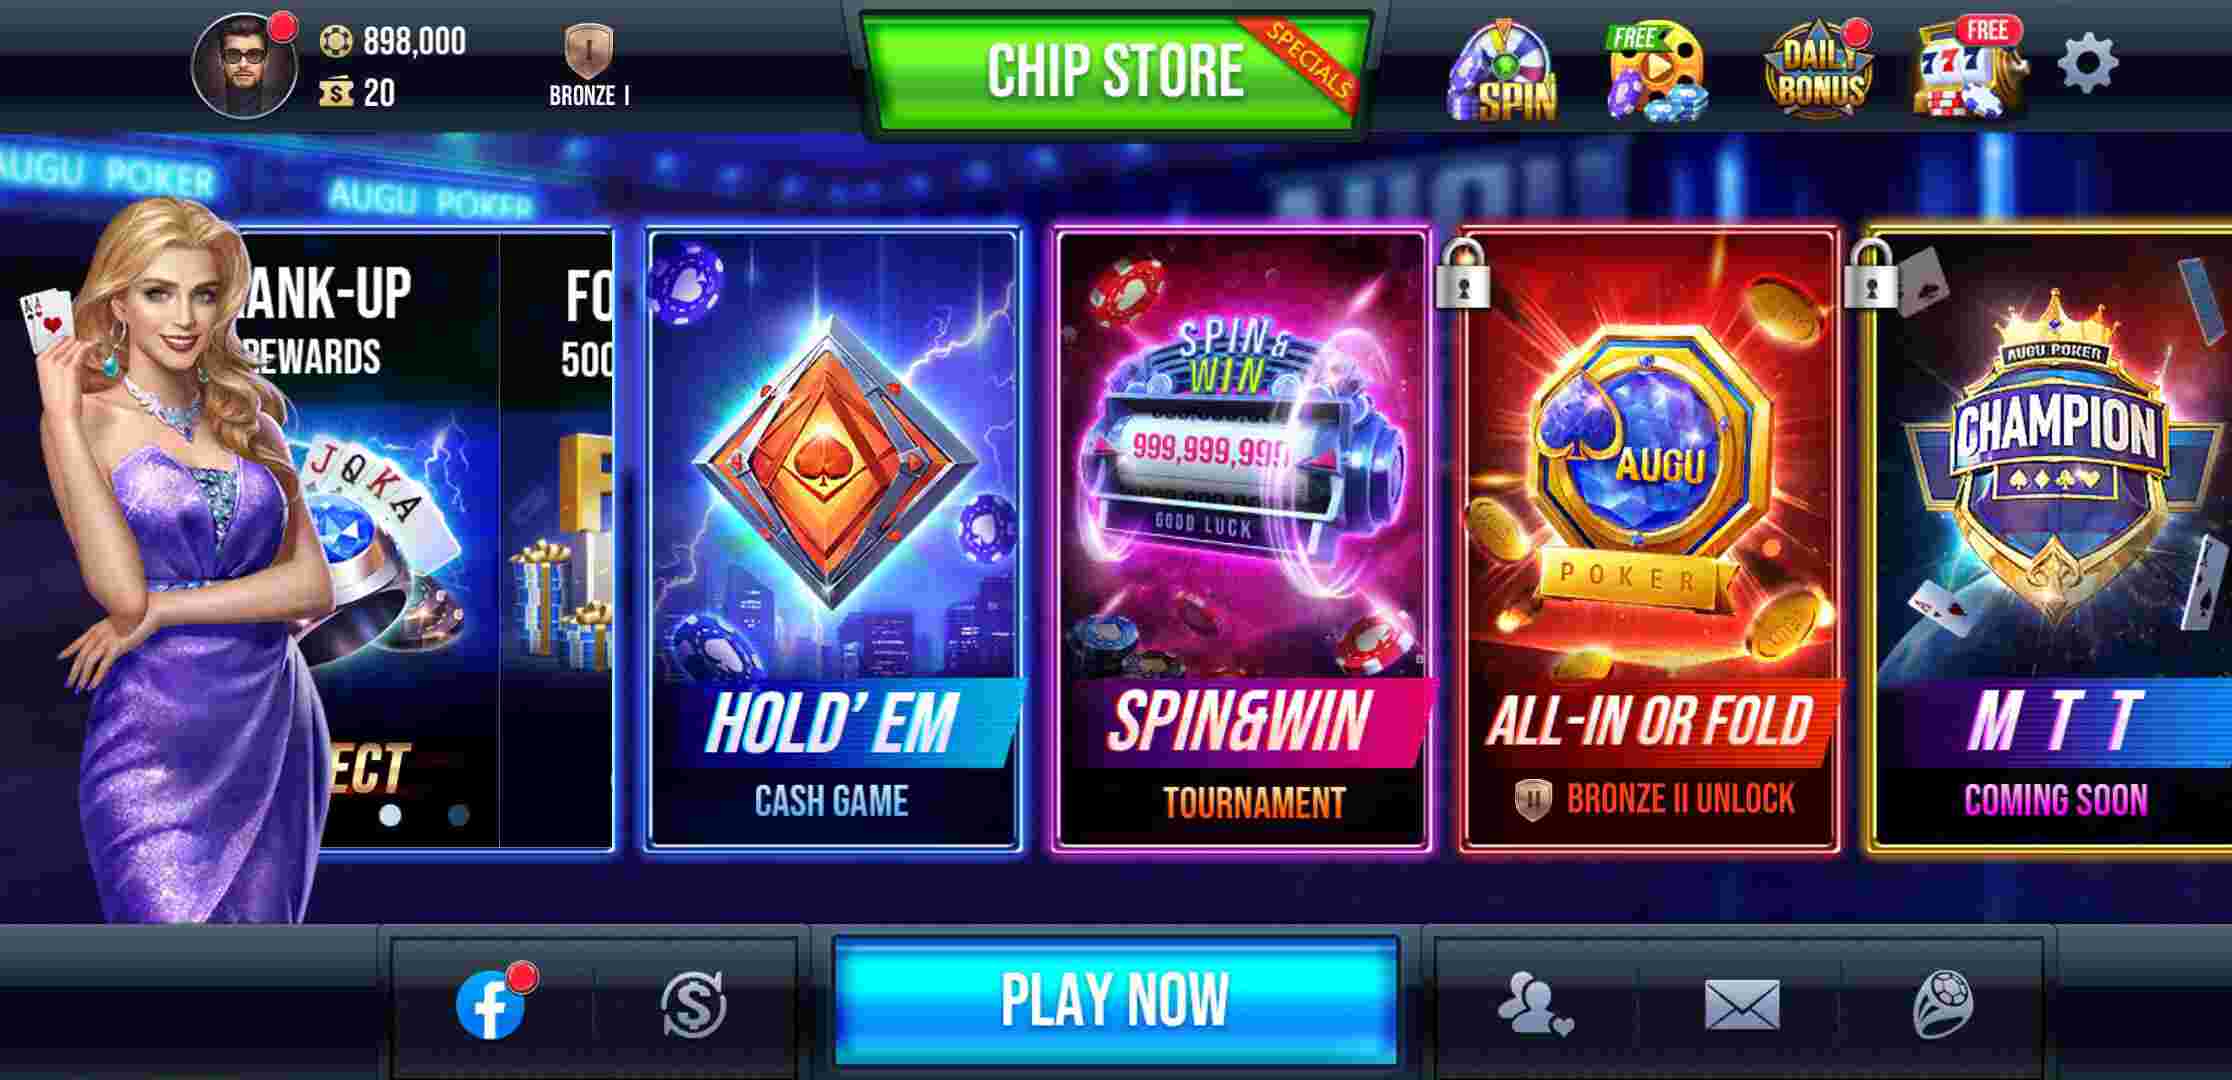 898,000
20
BRONZE I
CHIP STORE
SPECIALS
SPIN
FREE
DAILY
BONUS
777
FREE
AUGU POKER
AUGU POKER
ANK-UP
REWARDS
FO
500
A
A
J Q K A
ECT
HOLD' EM
CASH GAME
SPIN&
WIN
999,999,999
GOOD LUCK
SPIN&WIN
TOURNAMENT
AUGU
POKER
ALL-IN OR FOLD
II
BRONZE II UNLOCK
AUGU POKER
CHAMPION
M T T
COMING SOON
PLAY NOW